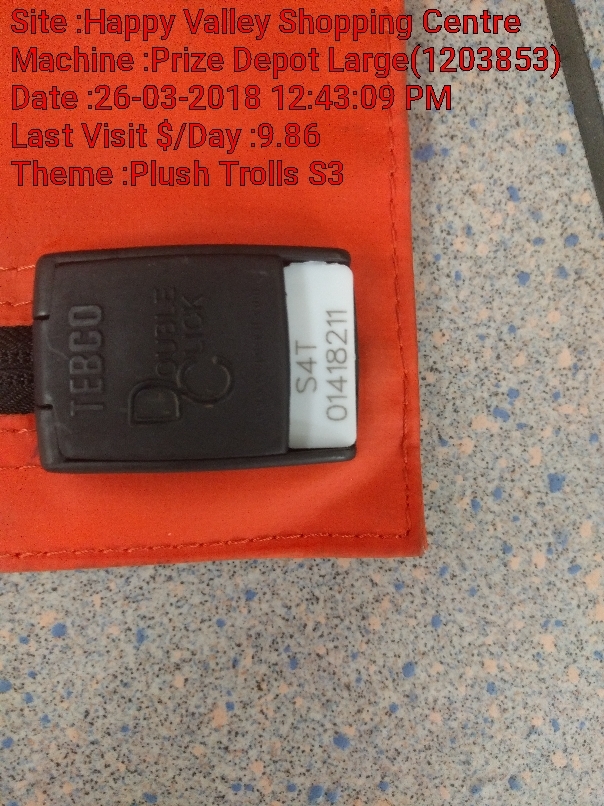 Site :Happy Valley Shopping Centre
Machine :Prize Depot Large(1203853)
Date :26-03-2018 12:43:09 PM
Last Visit $/Day :9.86
Theme :Plush Trolls S3
TEBCO
DOUBLE
CLICK
S4T
01418211